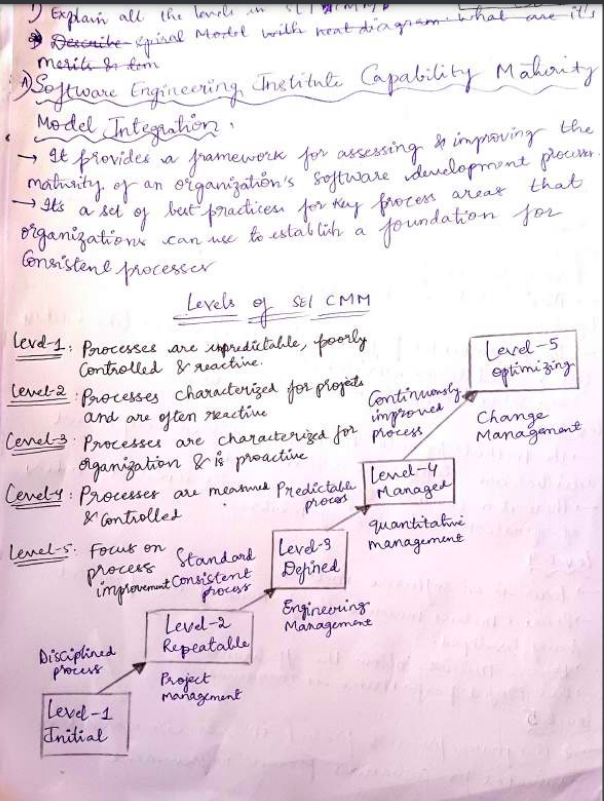 1) Explain all the levels in SEI CMM
Describe spiral Model with neat diagram. what are it's
merits & dem
A) Software Engineering Institute Capability Maturity
Model Integration.
→ It provides a framework for assessing & improving the
maturity of an organization's software development process.
→ Its a set of best practices for key process areas that
organizations can use to establish a foundation for
Consistent processes
Levels of SEI CMM
Level-1: Processes are unpredictable, poorly
Controlled & reactive.
Level-2: Processes characterized for projects
and are often reactive
Level-3: Processes are characterized for
organization & is proactive
Level-4: Processes are measured
& Controlled
Level-5: Focus on
process
improvement
Level-5
Optimizing
Continuously
improved
process
Change
Management
Level-4
Managed
Predictable
process
quantitative
management
Level-3
Defined
Standard
Consistent
process
Engineering
Management
Level-2
Repeatable
Disciplined
process
Project
management
Level-1
Initial